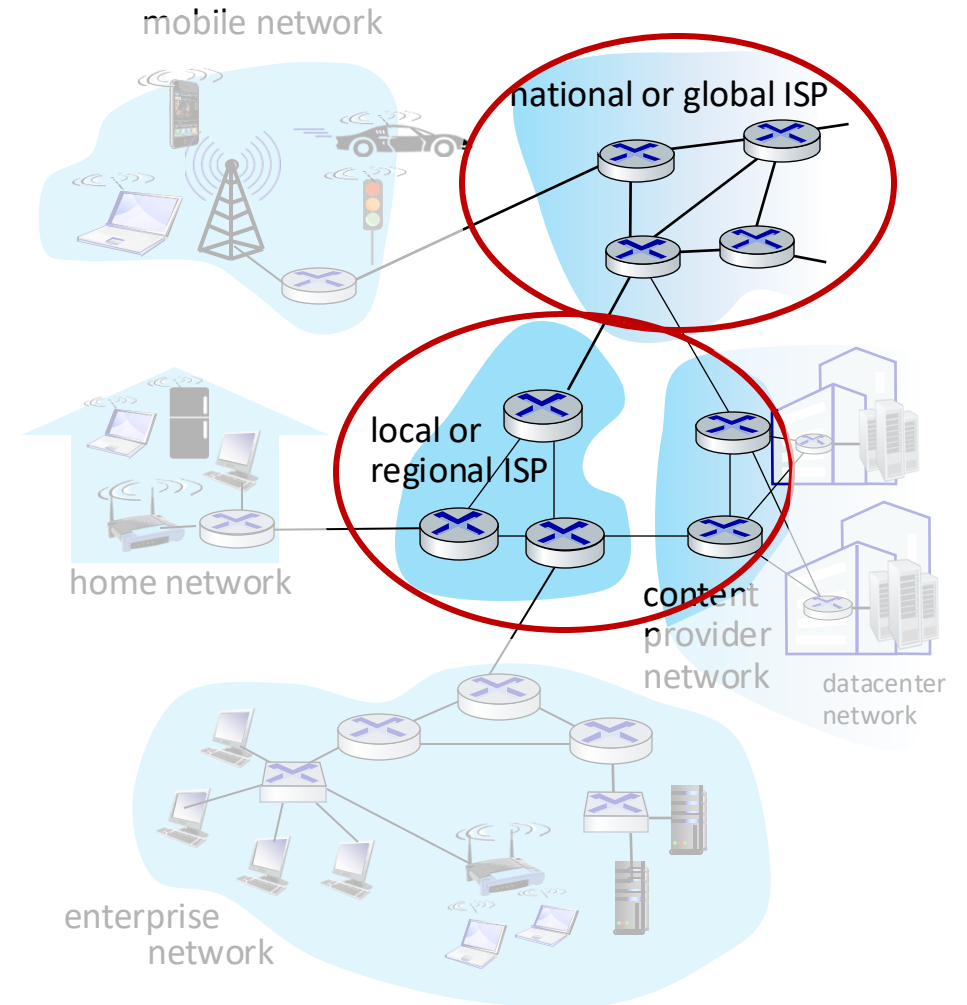 mobile network
national or global ISP
local or
regional ISP
home network
content
provider
network
datacenter
network
enterprise
network